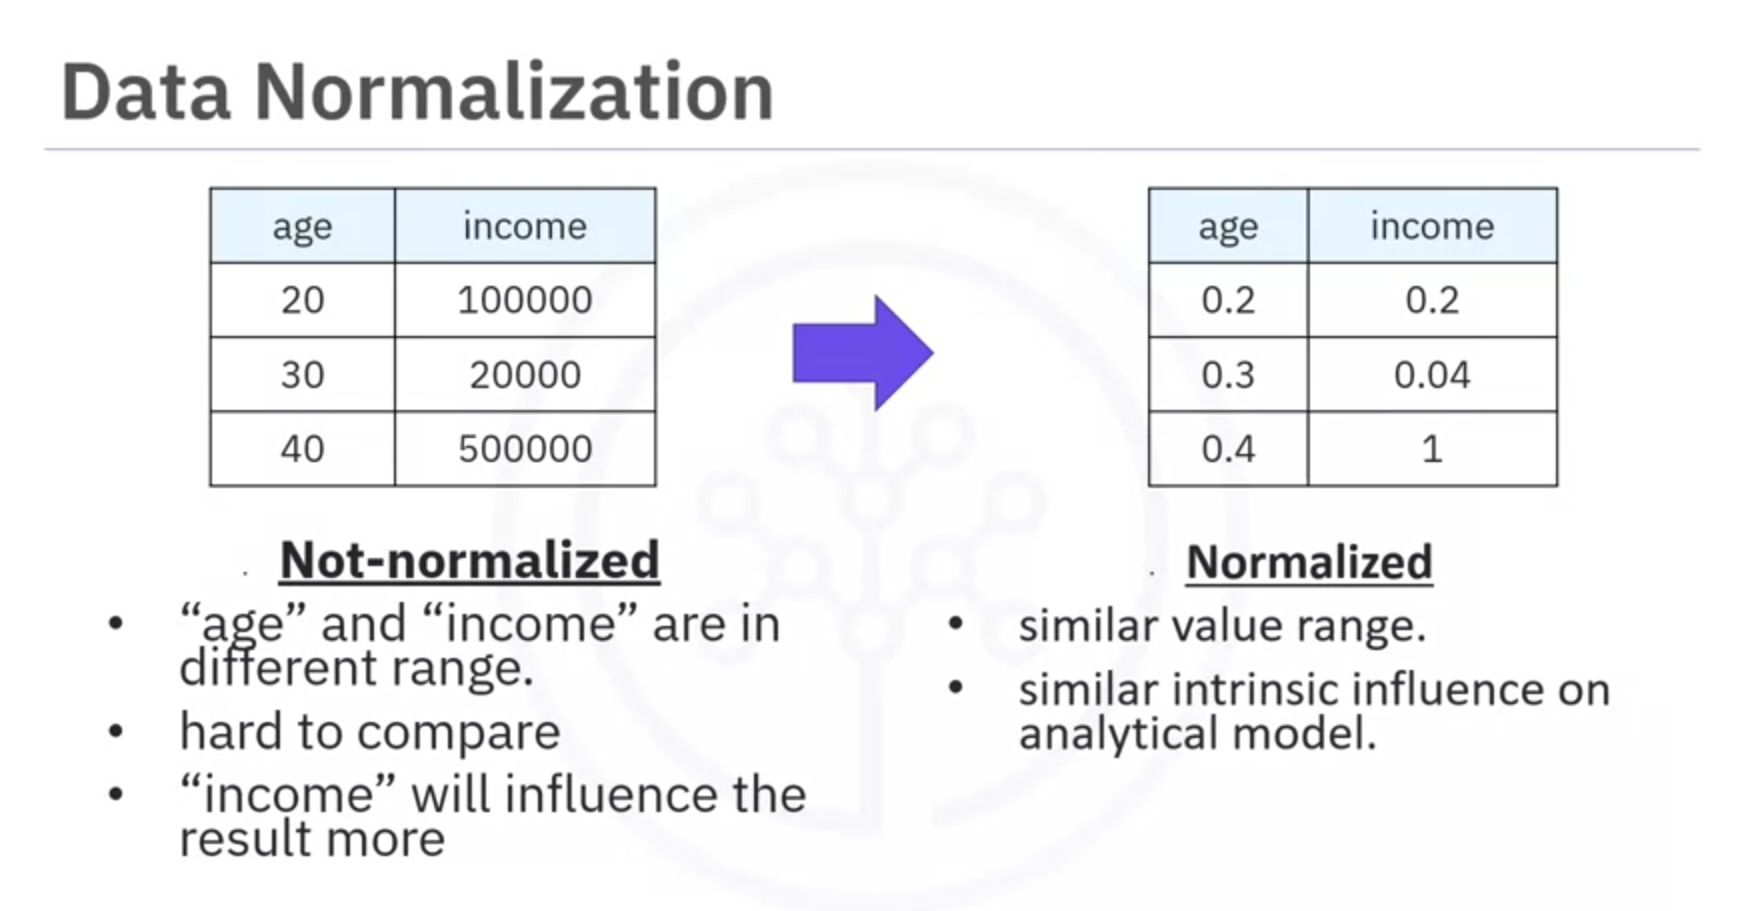 Data Normalization
age income
20 100000
30 20000
40 500000
age income
0.2 0.2
0.3 0.04
0.4 1
Not-normalized
• “age” and “income” are in
different range.
• hard to compare
• “income” will influence the
result more
Normalized
• similar value range.
• similar intrinsic influence on
analytical model.